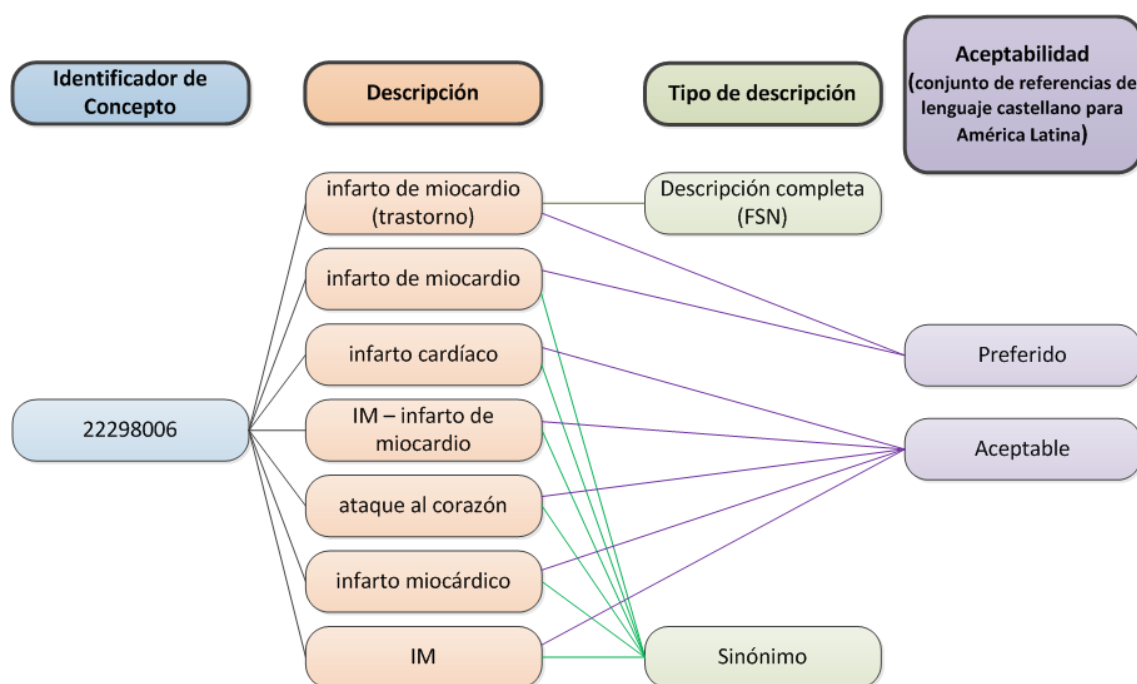 Identificador de
Concepto
Descripción
Tipo de descripción
Aceptabilidad
(conjunto de referencias de
lenguaje castellano para
América Latina)
infarto de miocardio
(trastorno)
Descripción completa
(FSN)
infarto de miocardio
infarto cardíaco
Preferido
22298006
IM – infarto de
miocardio
Aceptable
ataque al corazón
infarto miocárdico
IM
Sinónimo